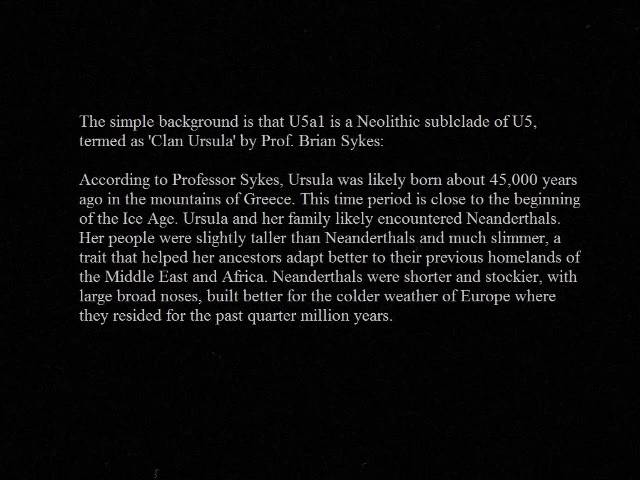 The simple background is that U5a1 is a Neolithic sublclade of U5,
termed as 'Clan Ursula' by Prof. Brian Sykes:
According to Professor Sykes, Ursula was likely born about 45,000 years
ago in the mountains of Greece. This time period is close to the beginning
of the Ice Age. Ursula and her family likely encountered Neanderthals.
Her people were slightly taller than Neanderthals and much slimmer, a
trait that helped her ancestors adapt better to their previous homelands of
the Middle East and Africa. Neanderthals were shorter and stockier, with
large broad noses, built better for the colder weather of Europe where
they resided for the past quarter million years.